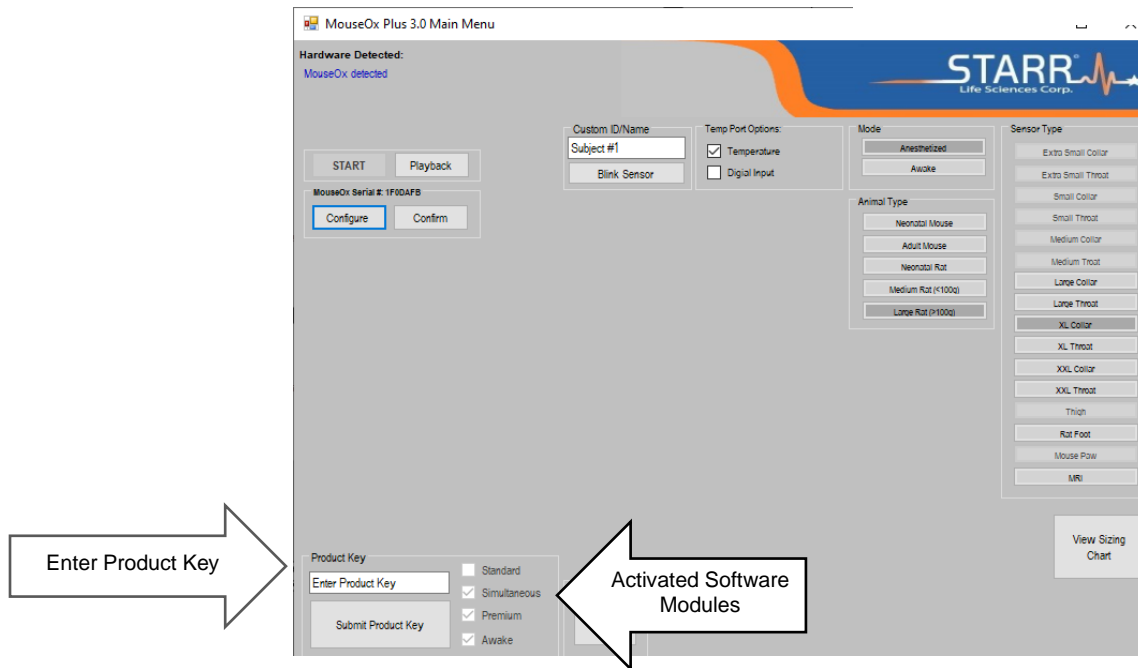 MouseOx Plus 3.0 Main Menu
Hardware Detected:
MouseOx detected
STARR
Life Sciences Corp.
START
Playback
MouseOx Serial #: 1F0DAFB
Configure
Confirm
Custom ID/Name
Subject #1
Blink Sensor
Temp Port Options:
Temperature
Digial Input
Mode
Anesthetized
Awake
Animal Type
Neonatal Mouse
Adult Mouse
Neonatal Rat
Medium Rat (<100g)
Large Rat (>100g)
Sensor Type
Extra Small Collar
Extra Small Throat
Small Collar
Small Throat
Medium Collar
Medium Troat
Large Collar
Large Throat
XL Collar
XL Throat
XXL Collar
XXL Throat
Thigh
Rat Foot
Mouse Paw
MRI
View Sizing
Chart
Enter Product Key
Product Key
Enter Product Key
Submit Product Key
Standard
Simultaneous
Premium
Awake
Activated Software
Modules